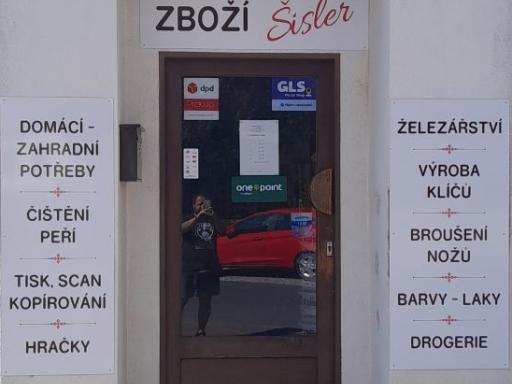 ZBOŽÍ Šisler
DOMÁCÍ -
ZAHRADNÍ
POTŘEBY
ČIŠTĚNÍ
PEŘÍ
TISK, SCAN
KOPÍROVÁNÍ
HRAČKY
dpd
Pickup
GLS
one point
ŽELEZÁŘSTVÍ
VÝROBA
KLÍČŮ
BROUŠENÍ
NOŽŮ
BARVY - LAKY
DROGERIE